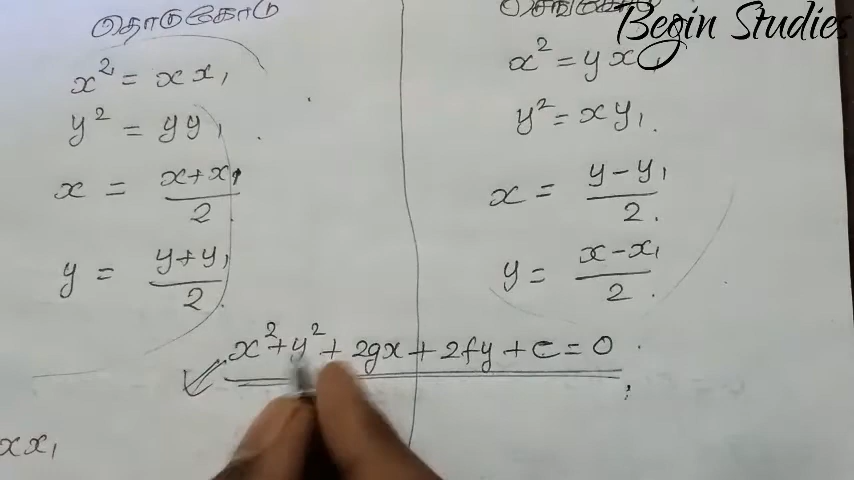 தொடுகோடு
x² = xx₁
y² = yy₁
x = x+x₁/2
y = y+y₁/2
Begin Studies
x² = yx₁
y² = xy₁
x = y-y₁/2
y = x-x₁/2
x²+y²+2gx+2fy+c=0
xx₁